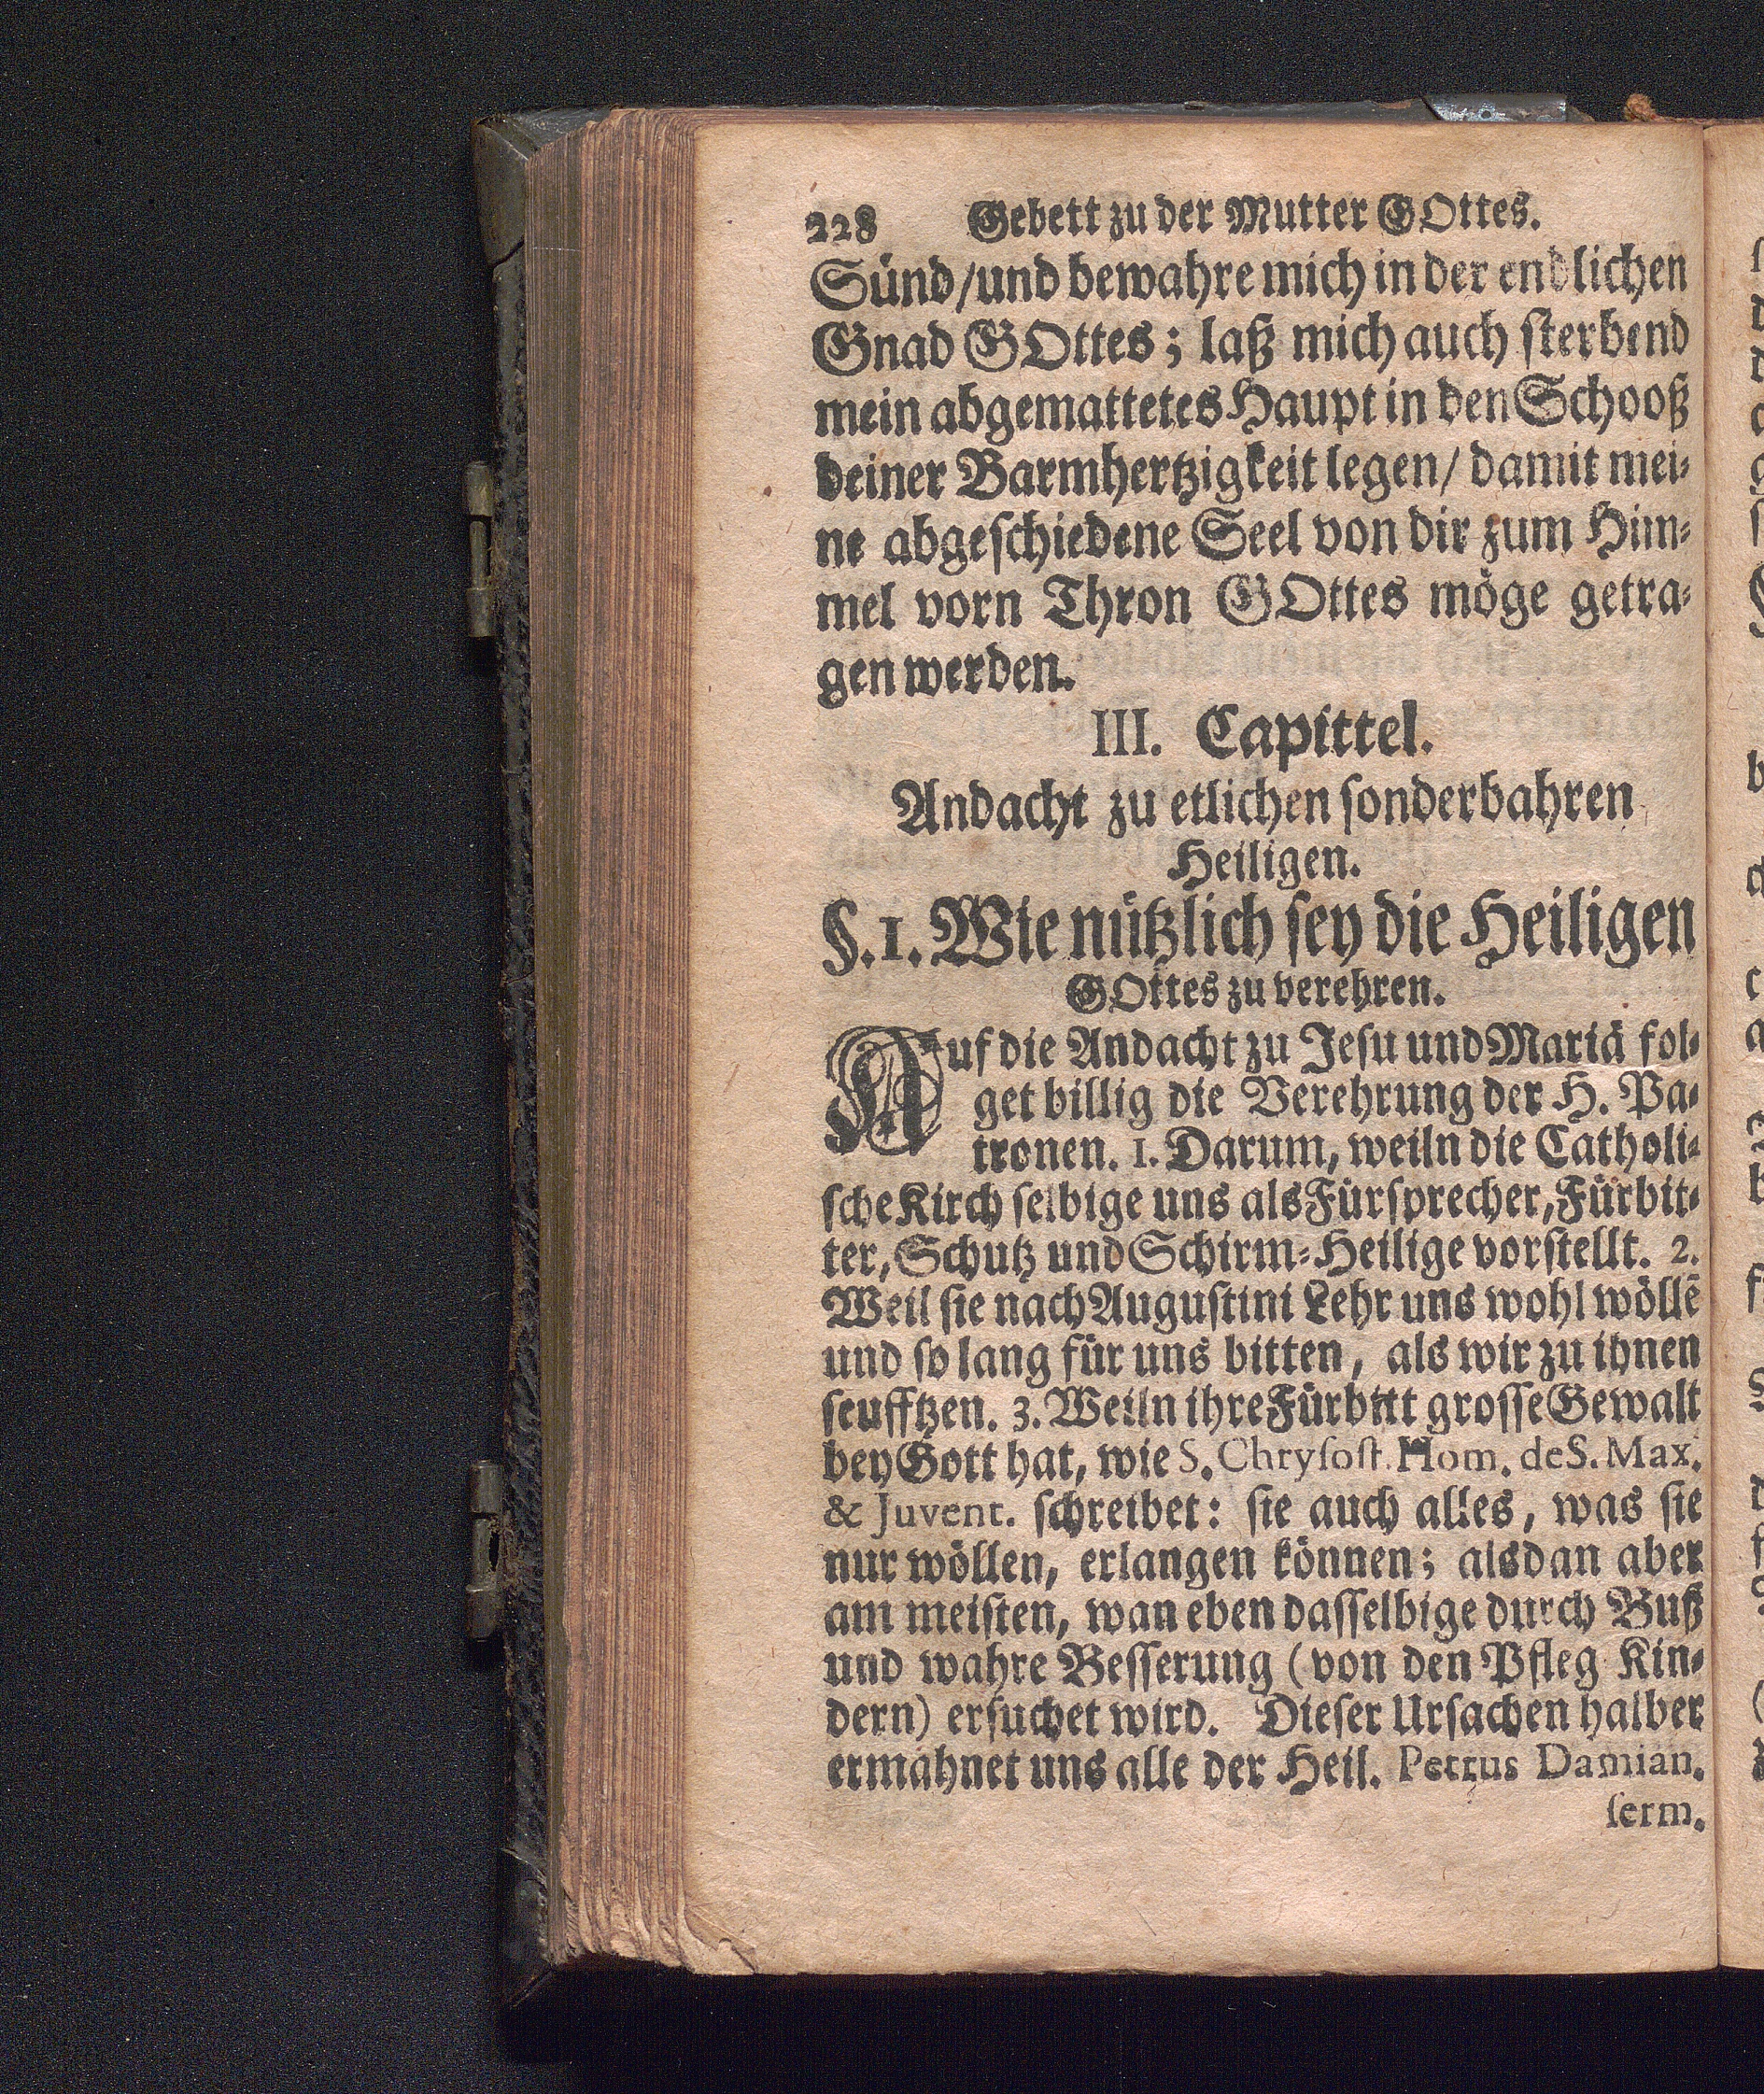 228 Gebett zu der Mutter GOttes.
Sünd/und bewahre mich in der endlichen
Gnad GOttes; laß mich auch sterbend
mein abgemattetes Haupt in den Schooß
deiner Barmhertzigkeit legen/ damit mei-
ne abgeschiedene Seel von dir zum Him-
mel vorn Thron GOttes möge getra-
gen werden.
III. Capittel.
Andacht zu etlichen sonderbahren
Heiligen.
§.1. Wie nützlich sey die Heiligen
GOttes zu verehren.
Auf die Andacht zu Jesu und Mariä fol-
get billig die Verehrung der H. Pa-
tronen. 1. Darum, weiln die Catholi-
sche Kirch selbige uns als Fürsprecher, Fürbit-
ter, Schutz und Schirm-Heilige vorstellt. 2.
Weil sie nach Augustini Lehr uns wohl wöllē
und so lang für uns bitten, als wir zu ihnen
seufftzen. 3. Weiln ihre Fürbitt grosse Gewalt
bey Gott hat, wie S. Chrysost. Hom. de S. Max.
& Juvent. schreibet: sie auch alles, was sie
nur wöllen, erlangen können; alsdan aber
am meisten, wan eben dasselbige durch Buß
und wahre Besserung (von den Pfleg Kin-
dern) ersuchet wird. Dieser Ursachen halber
ermahnet uns alle der Heil. Petrus Damian.
serm.